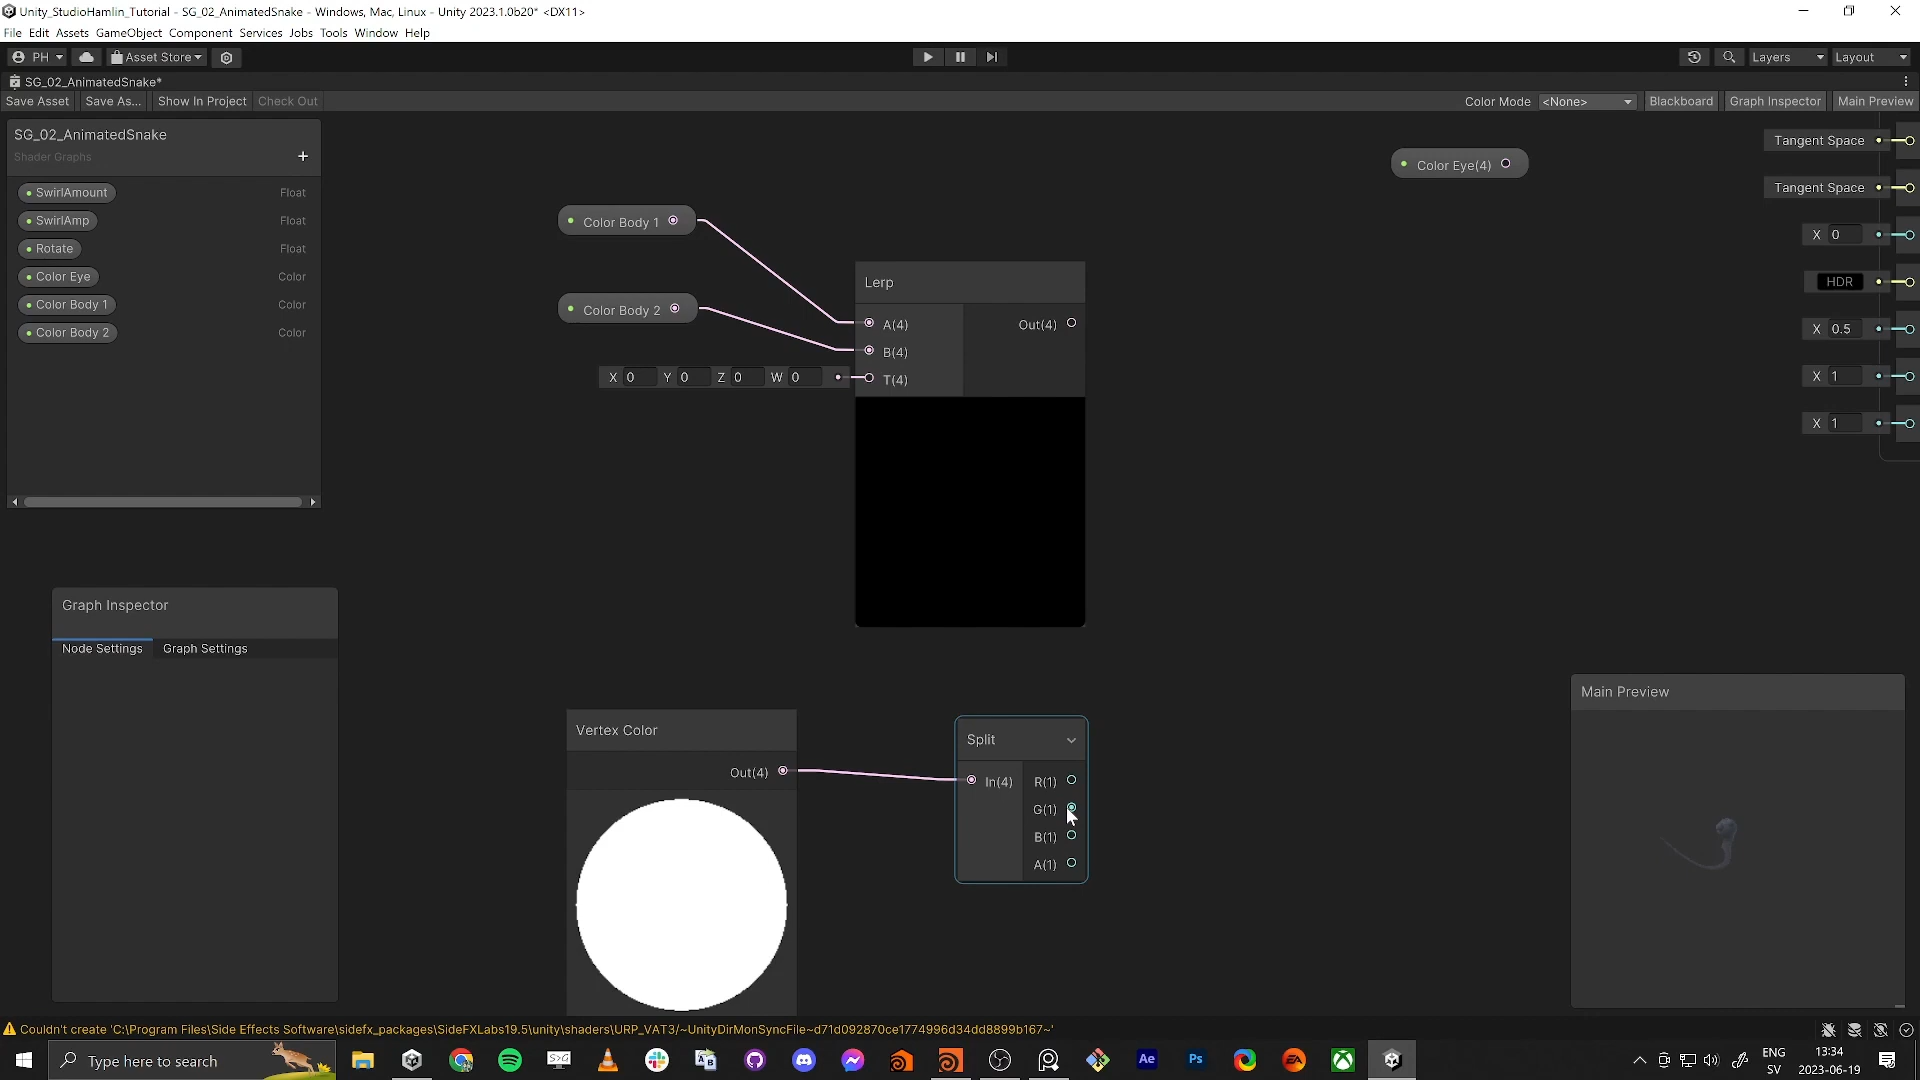 Unity_StudioHamlin_Tutorial - SG_02_AnimatedSnake - Windows, Mac, Linux - Unity 2023.1.0b20* <DX11>
File Edit Assets GameObject Component Services Jobs Tools Window Help
PH Asset Store Layers Layout
SG_02_AnimatedSnake*
Save Asset Save As... Show In Project Check Out Color Mode <None> Blackboard Graph Inspector Main Preview
SG_02_AnimatedSnake
Shader Graphs
+
SwirlAmount Float
SwirlAmp Float
Rotate Float
Color Eye Color
Color Body 1 Color
Color Body 2 Color
Color Body 1
Color Body 2
X 0 Y 0 Z 0 W 0
Lerp
A(4) Out(4)
B(4)
T(4)
Color Eye(4)
Tangent Space
Tangent Space
X 0
HDR
X 0.5
X 1
X 1
Graph Inspector
Node Settings Graph Settings
Vertex Color
Out(4)
Split
In(4) R(1)
G(1)
B(1)
A(1)
Main Preview
Couldn't create 'C:\Program Files\Side Effects Software\sidefx_packages\SideFXLabs19.5\unity\shaders\URP_VAT3/~UnityDirMonSyncFile~d71d092870ce1774996d34dd8899b167~'
Type here to search
Ae
Ps
EA
ENG
SV
13:34
2023-06-19